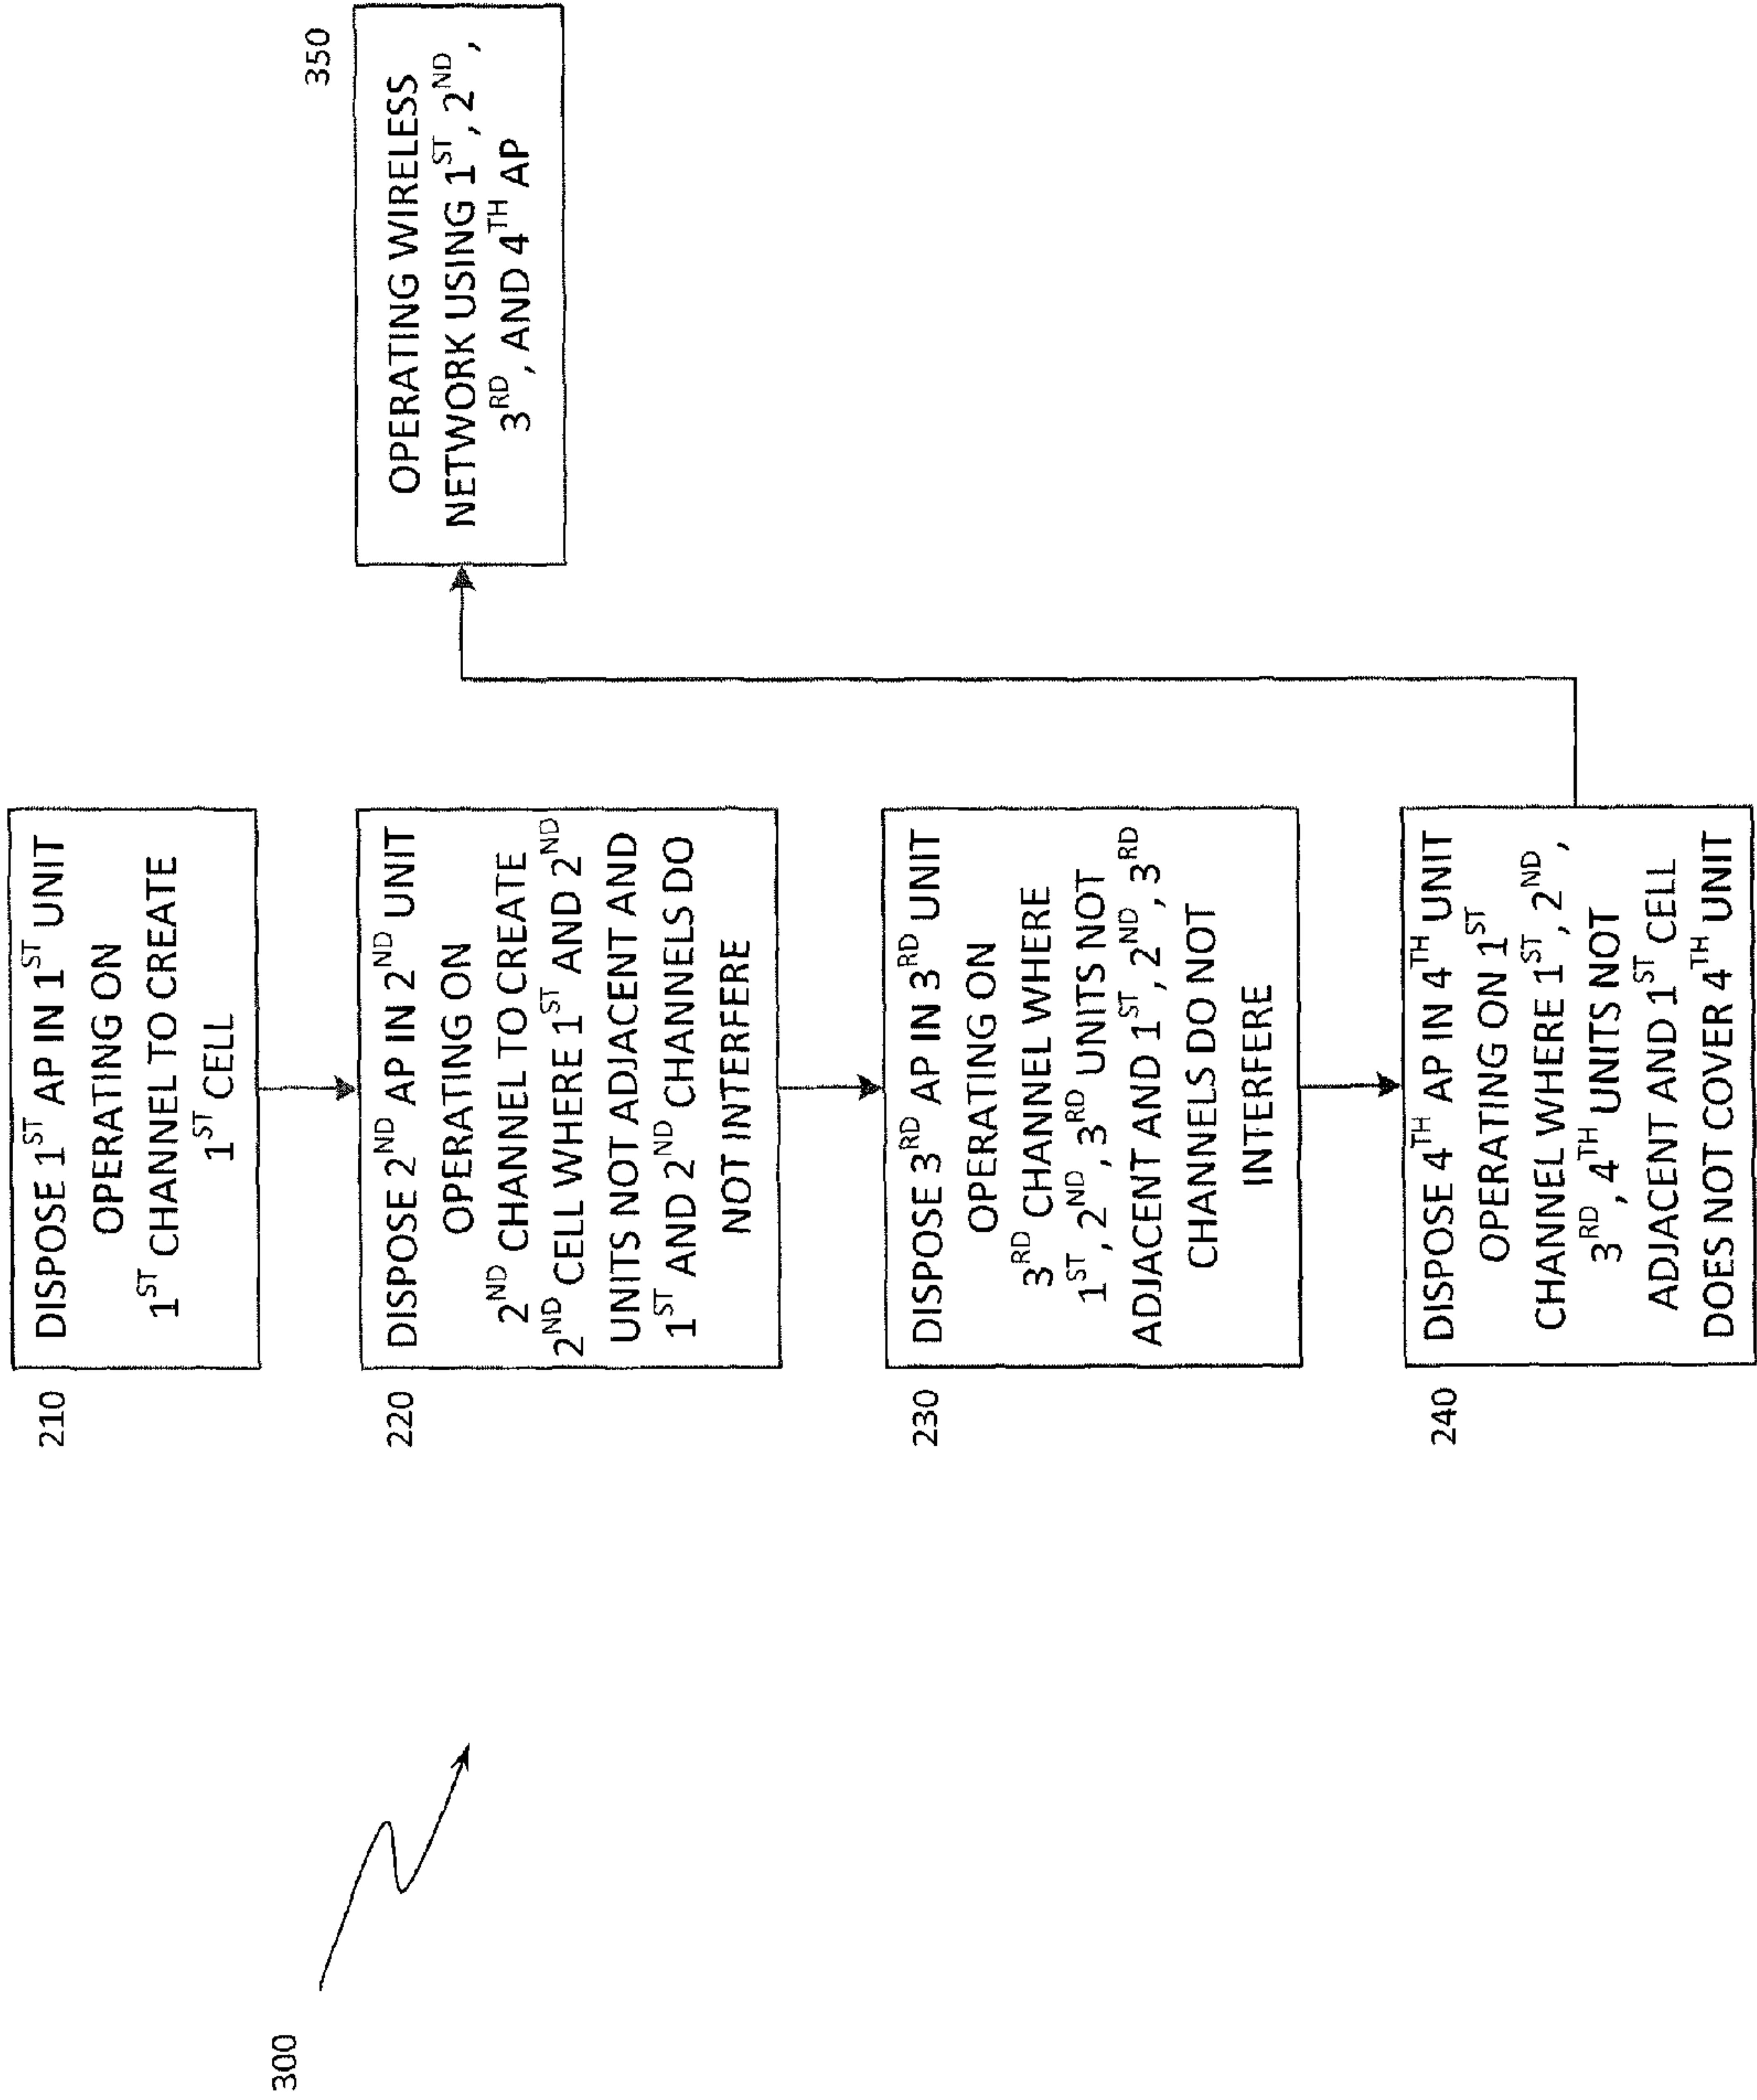 300
210
DISPOSE 1ST AP IN 1ST UNIT
OPERATING ON
1ST CHANNEL TO CREATE
1ST CELL
220
DISPOSE 2ND AP IN 2ND UNIT
OPERATING ON
2ND CHANNEL TO CREATE
2ND CELL WHERE 1ST AND 2ND
UNITS NOT ADJACENT AND
1ST AND 2ND CHANNELS DO
NOT INTERFERE
230
DISPOSE 3RD AP IN 3RD UNIT
OPERATING ON
3RD CHANNEL WHERE
1ST, 2ND, 3RD UNITS NOT
ADJACENT AND 1ST, 2ND, 3RD
CHANNELS DO NOT
INTERFERE
240
DISPOSE 4TH AP IN 4TH UNIT
OPERATING ON 1ST
CHANNEL WHERE 1ST, 2ND,
3RD, 4TH UNITS NOT
ADJACENT AND 1ST CELL
DOES NOT COVER 4TH UNIT
350
OPERATING WIRELESS
NETWORK USING 1ST, 2ND,
3RD, AND 4TH AP